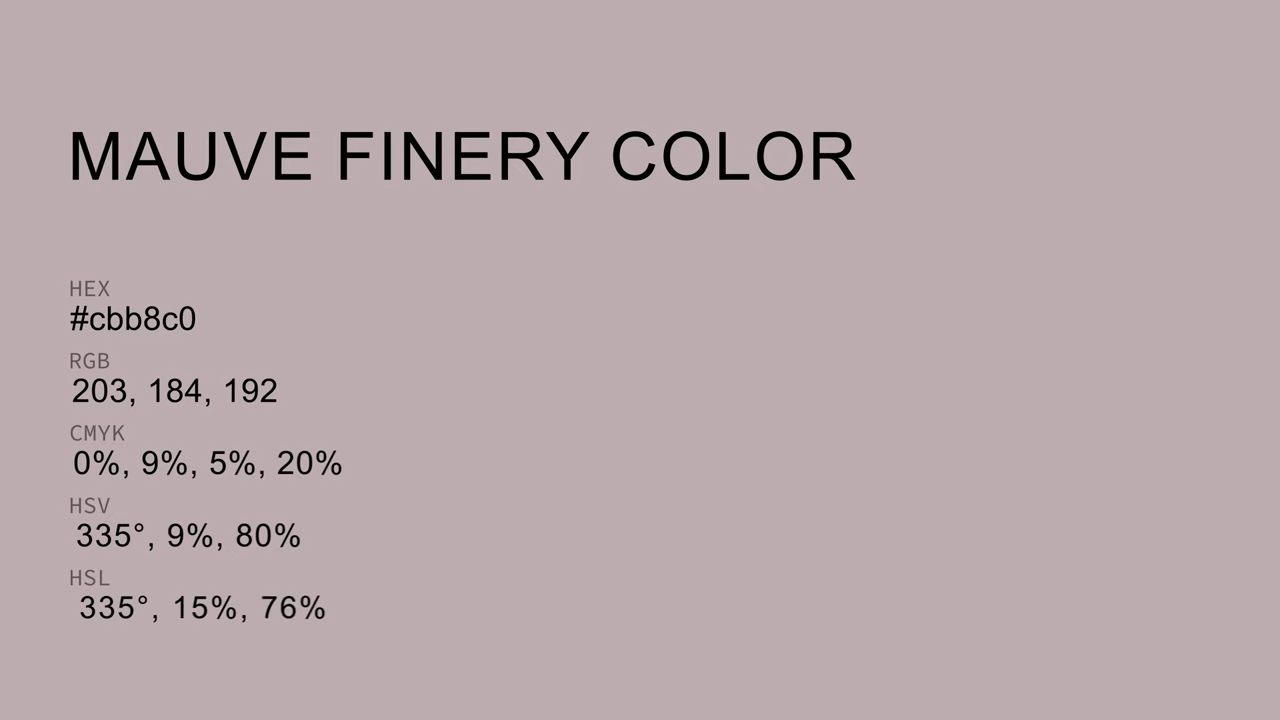 MAUVE FINERY COLOR
HEX
#cbb8c0
RGB
203, 184, 192
CMYK
0%, 9%, 5%, 20%
HSV
335°, 9%, 80%
HSL
335°, 15%, 76%